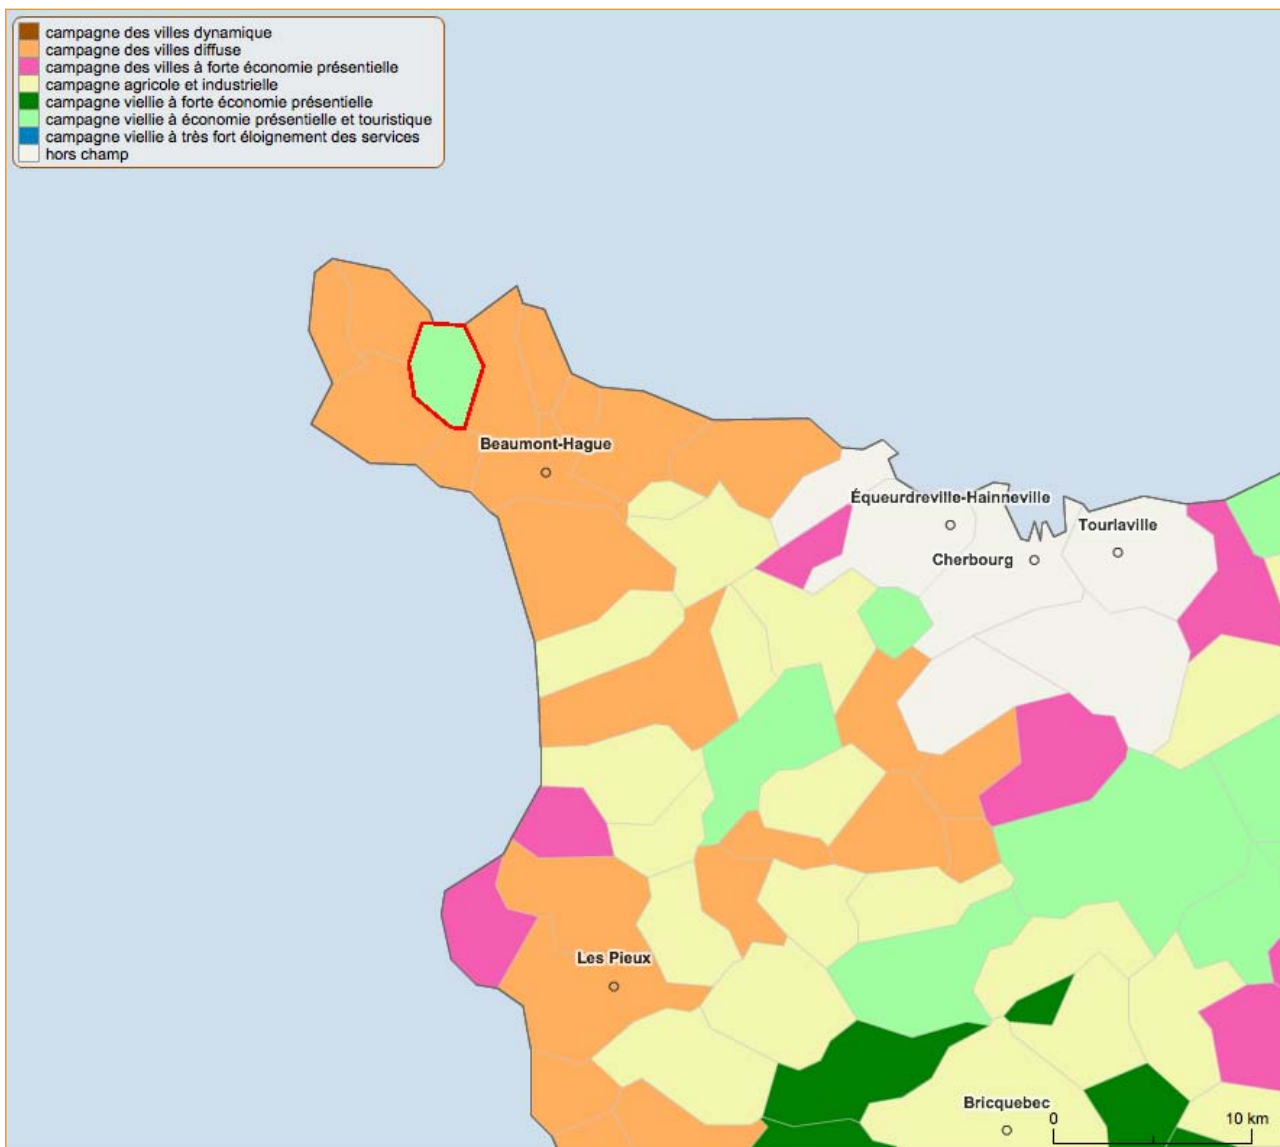 campagne des villes dynamique
campagne des villes diffuse
campagne des villes à forte économie présentielle
campagne agricole et industrielle
campagne viellie à forte économie présentielle
campagne viellie à économie présentielle et touristique
campagne viellie à très fort éloignement des services
hors champ
Beaumont-Hague
Équeurdreville-Hainneville
Tourlaville
Cherbourg
Les Pieux
Bricquebec
0 10 km